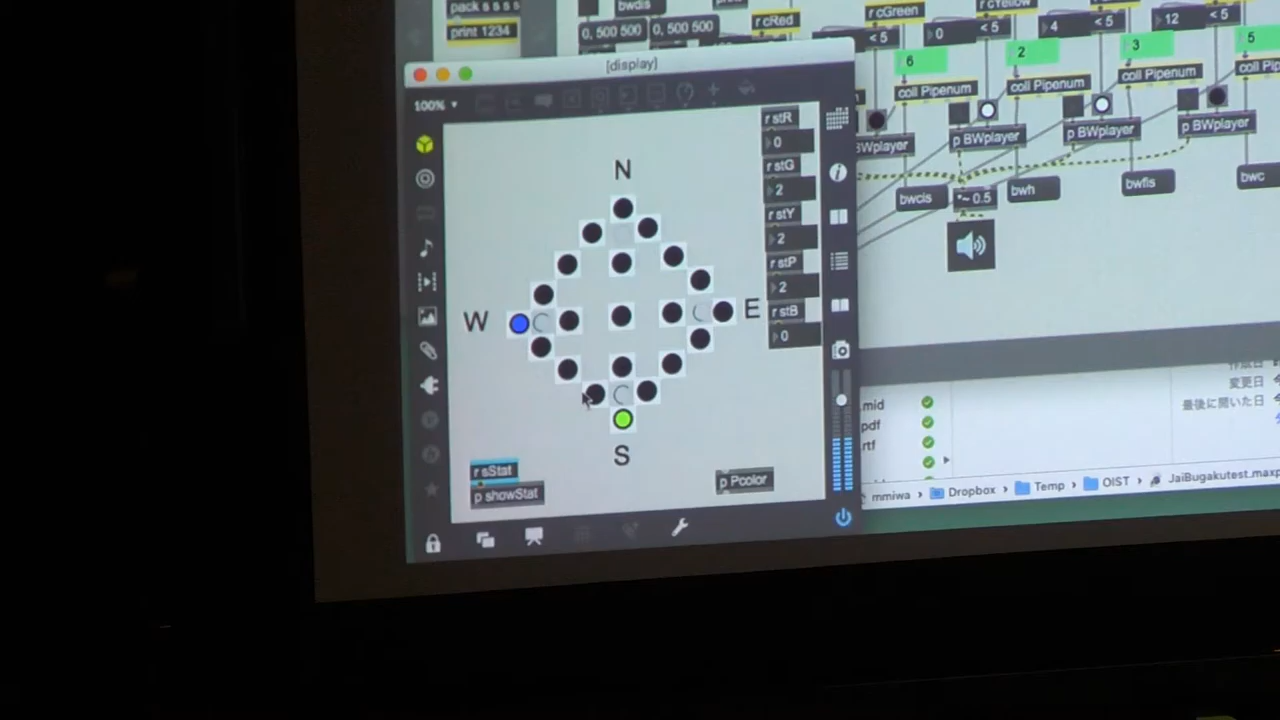 pack s s s s
print 1234
bwdis
0, 500 500
0, 500 500
r cRed
r cGreen
r cYellow
< 5
0
< 5
4
< 5
12
< 5
6
2
3
5
coll Pipenum
coll Pipenum
coll Pipenum
coll Pip
BWplayer
p BWplayer
p BWplayer
p BWplayer
bwcis
*~ 0.5
bwh
bwfis
bwc
[display]
100%
r stR
0
r stG
2
r stY
2
r stP
2
r stB
0
N
W
E
S
r sStat
p showStat
p Pcolor
作成日
変更日
最後に開いた日
.mid
pdf
rtf
mmiwa › Dropbox › Temp › OIST › JaiBugakutest.maxp